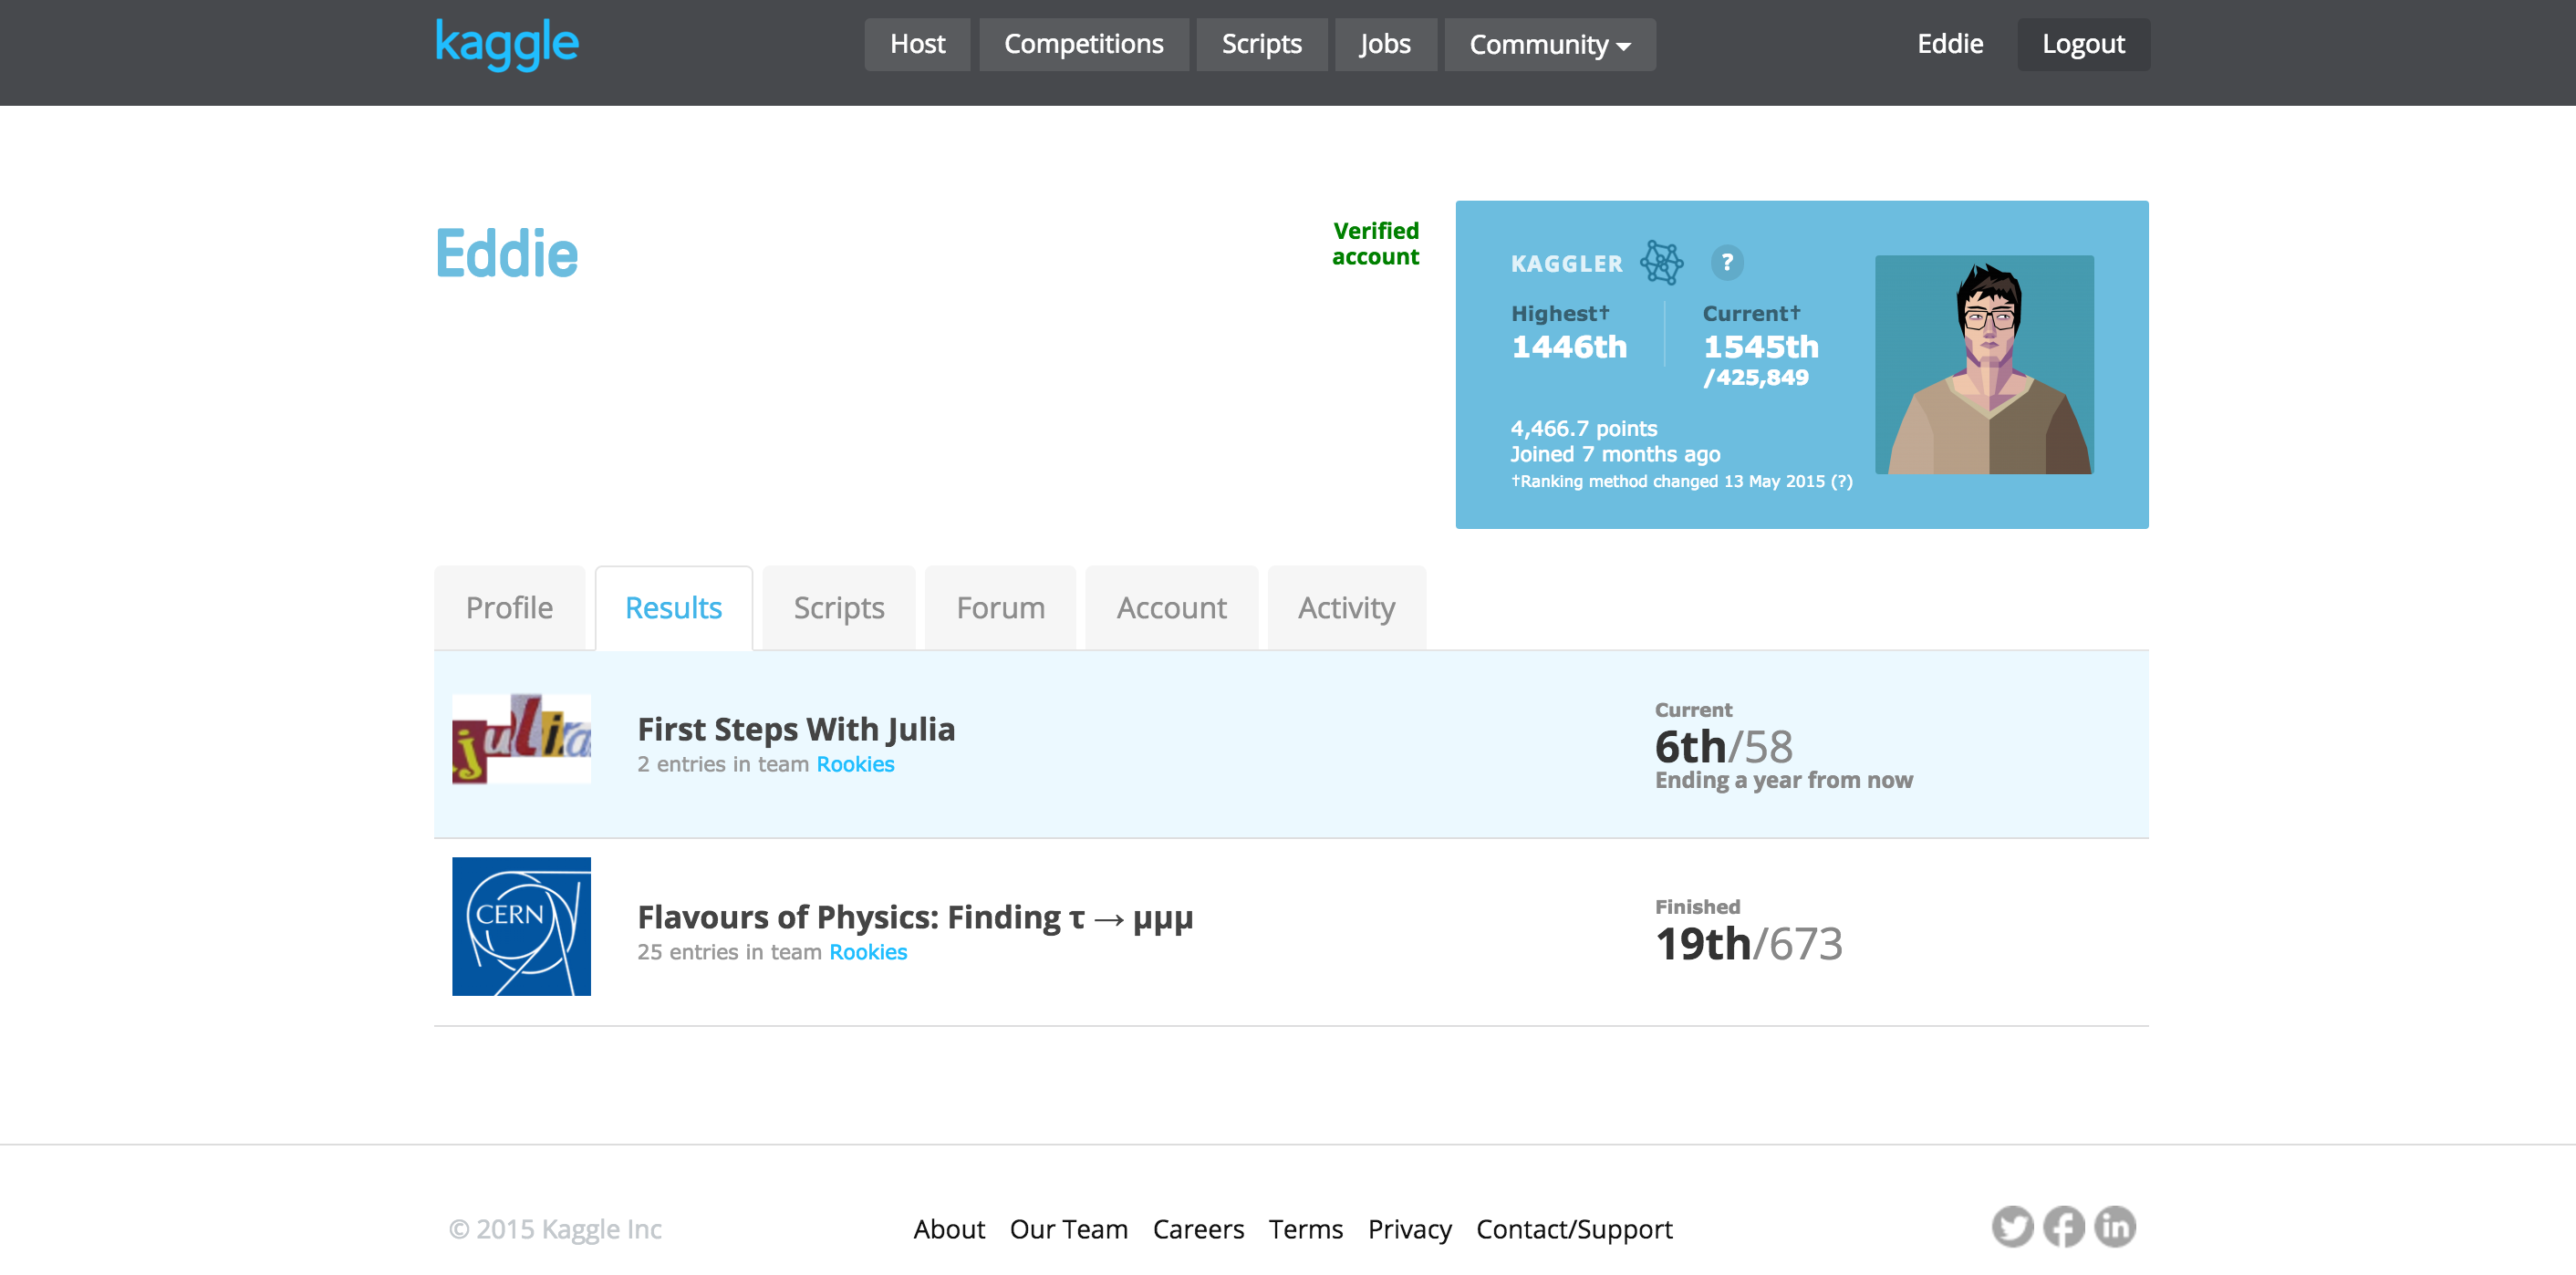 kaggle
Host Competitions Scripts Jobs Community
Eddie Logout
Eddie
Verified
account
KAGGLER ?
Highest† Current†
1446th 1545th
/425,849
4,466.7 points
Joined 7 months ago
†Ranking method changed 13 May 2015 (?)
Profile Results Scripts Forum Account Activity
julia
First Steps With Julia
2 entries in team Rookies
Current
6th/58
Ending a year from now
CERN
Flavours of Physics: Finding τ → μμμ
25 entries in team Rookies
Finished
19th/673
© 2015 Kaggle Inc
About Our Team Careers Terms Privacy Contact/Support